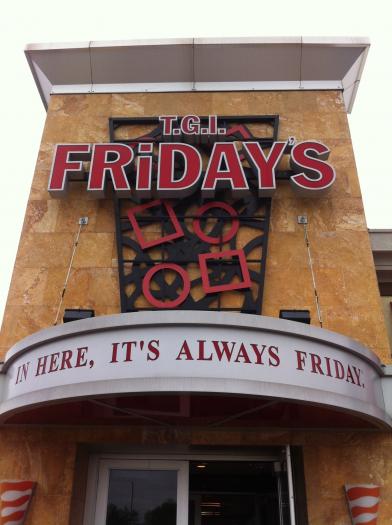 T.G.I.
FRiDAY'S
IN HERE, IT'S ALWAYS FRIDAY.